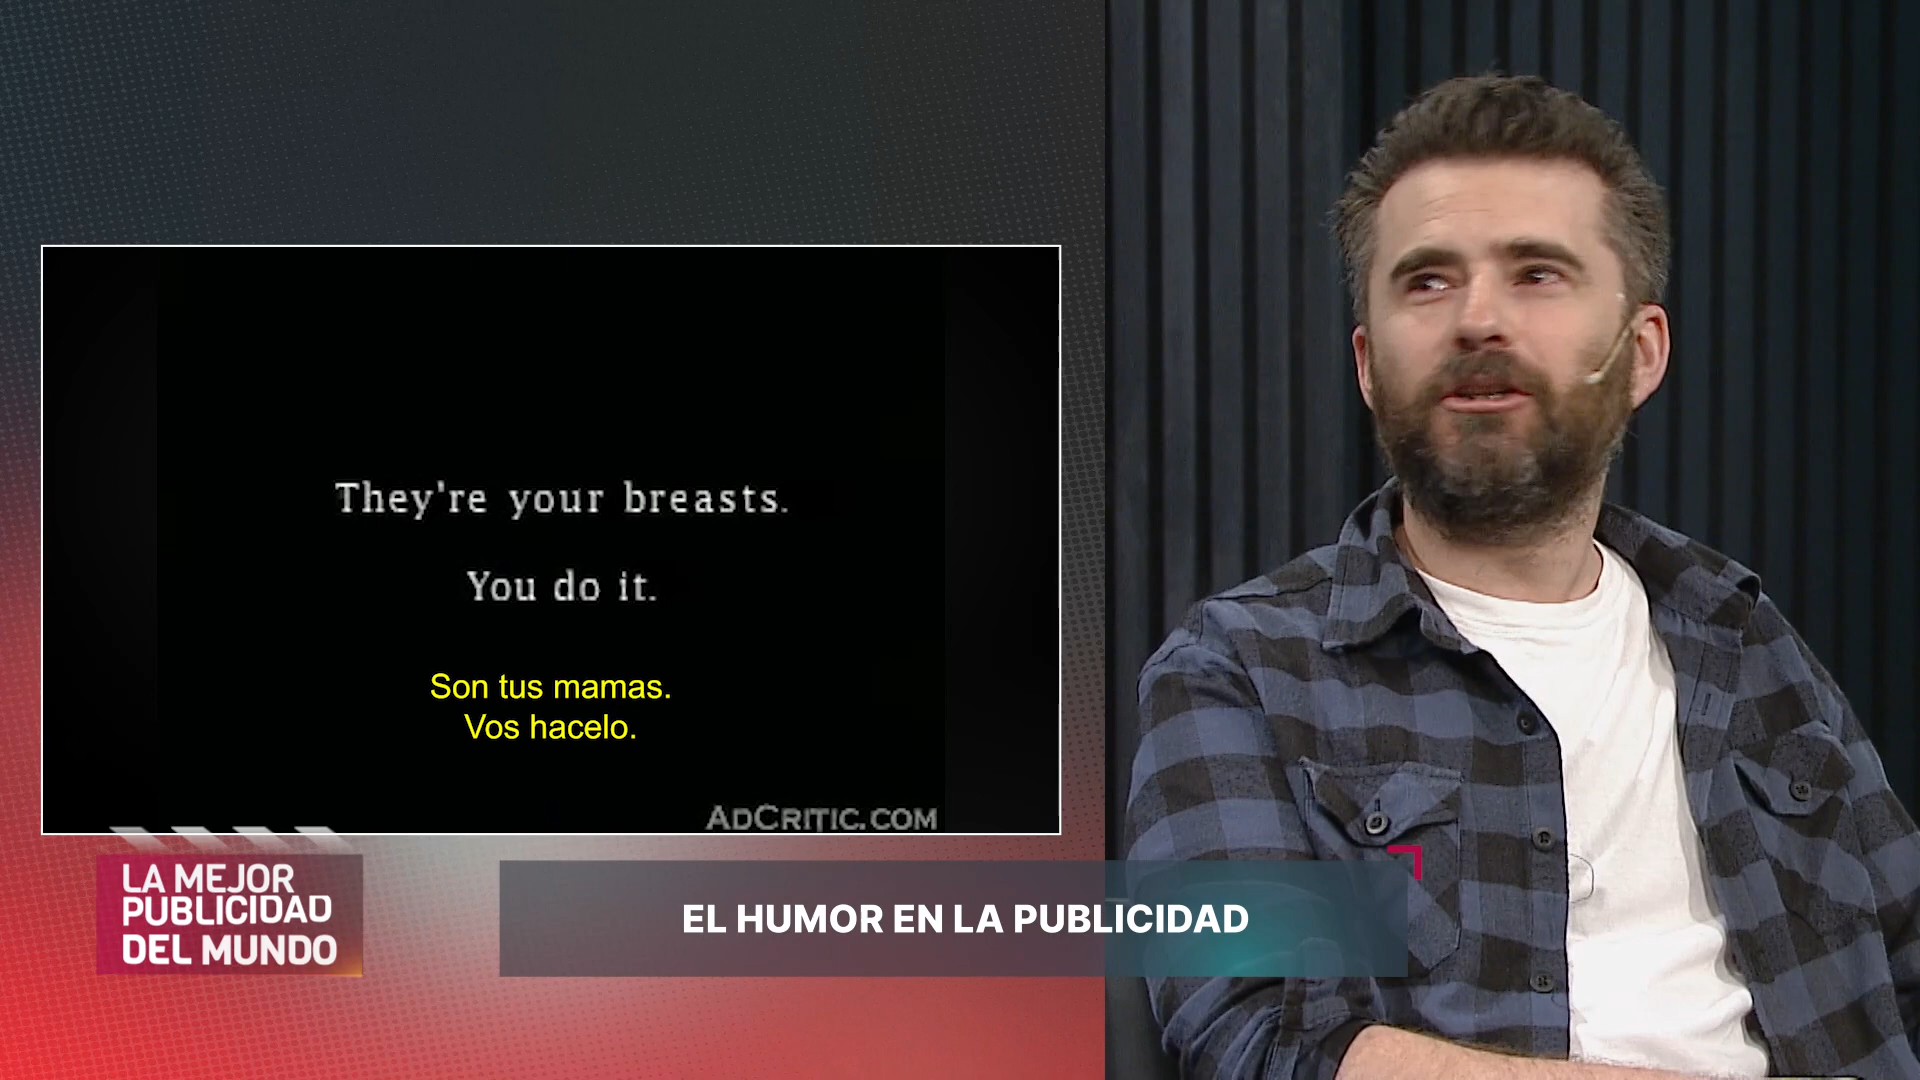 They're your breasts.
You do it.
Son tus mamas.
Vos hacelo.
ADCRITIC.COM
LA MEJOR
PUBLICIDAD
DEL MUNDO
EL HUMOR EN LA PUBLICIDAD